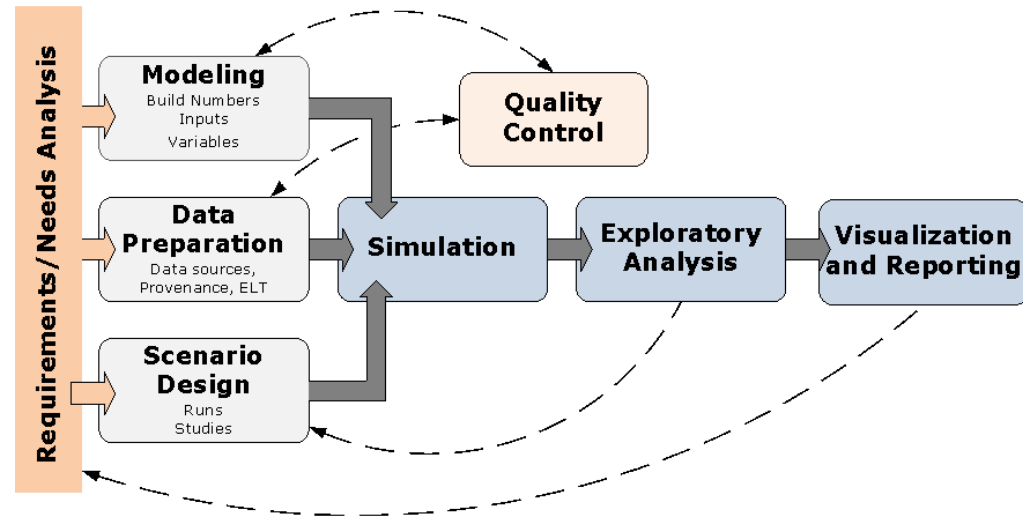 Requirements/Needs Analysis
Modeling
Build Numbers
Inputs
Variables
Quality
Control
Data
Preparation
Data sources,
Provenance, ELT
Simulation
Exploratory
Analysis
Visualization
and Reporting
Scenario
Design
Runs
Studies